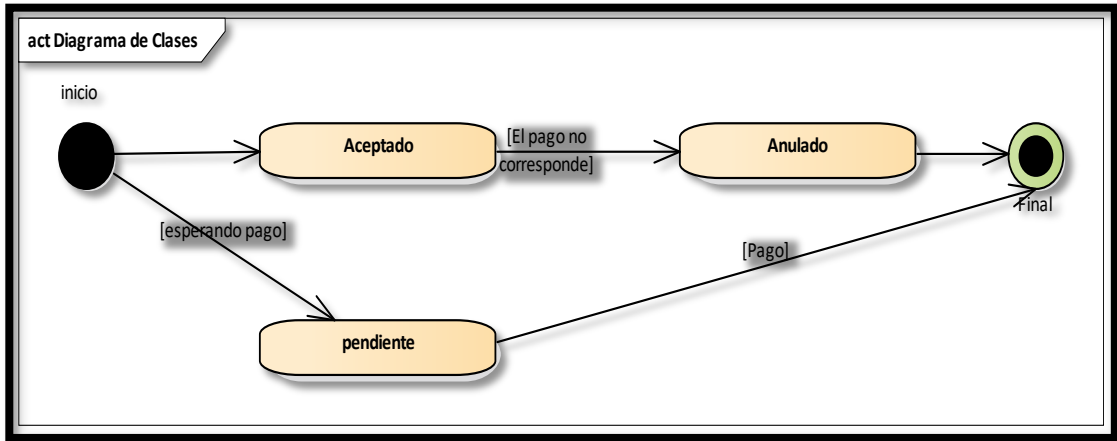 act Diagrama de Clases
inicio
Aceptado
[El pago no
corresponde]
Anulado
Final
[esperando pago]
[Pago]
pendiente